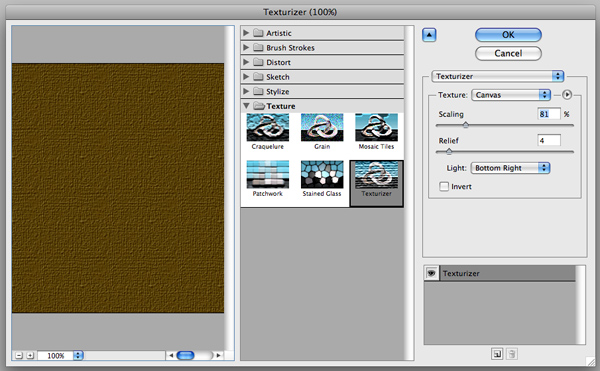 Texturizer (100%)
Artistic
Brush Strokes
Distort
Sketch
Stylize
Texture
Craquelure
Grain
Mosaic Tiles
Patchwork
Stained Glass
Texturizer
100%
OK
Cancel
Texturizer
Texture: Canvas
Scaling 81 %
Relief 4
Light: Bottom Right
Invert
Texturizer